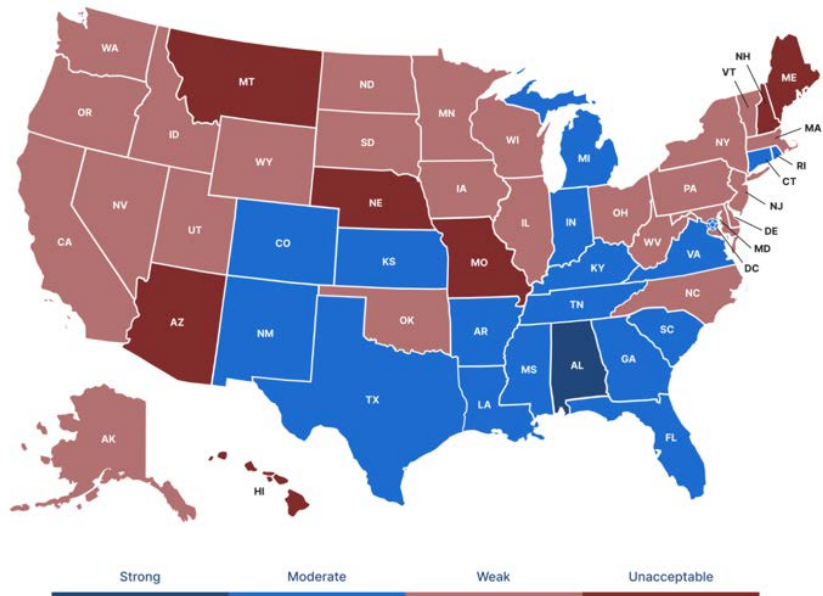 WA
MT
ND
MN
OR
ID
WY
SD
WI
MI
VT
NH
ME
NY
MA
RI
CT
NJ
PA
NV
UT
CO
NE
IA
IL
IN
OH
WV
DE
MD
DC
VA
CA
KS
MO
KY
AZ
NM
OK
AR
TN
NC
SC
TX
LA
MS
AL
GA
FL
AK
HI
Strong Moderate Weak Unacceptable